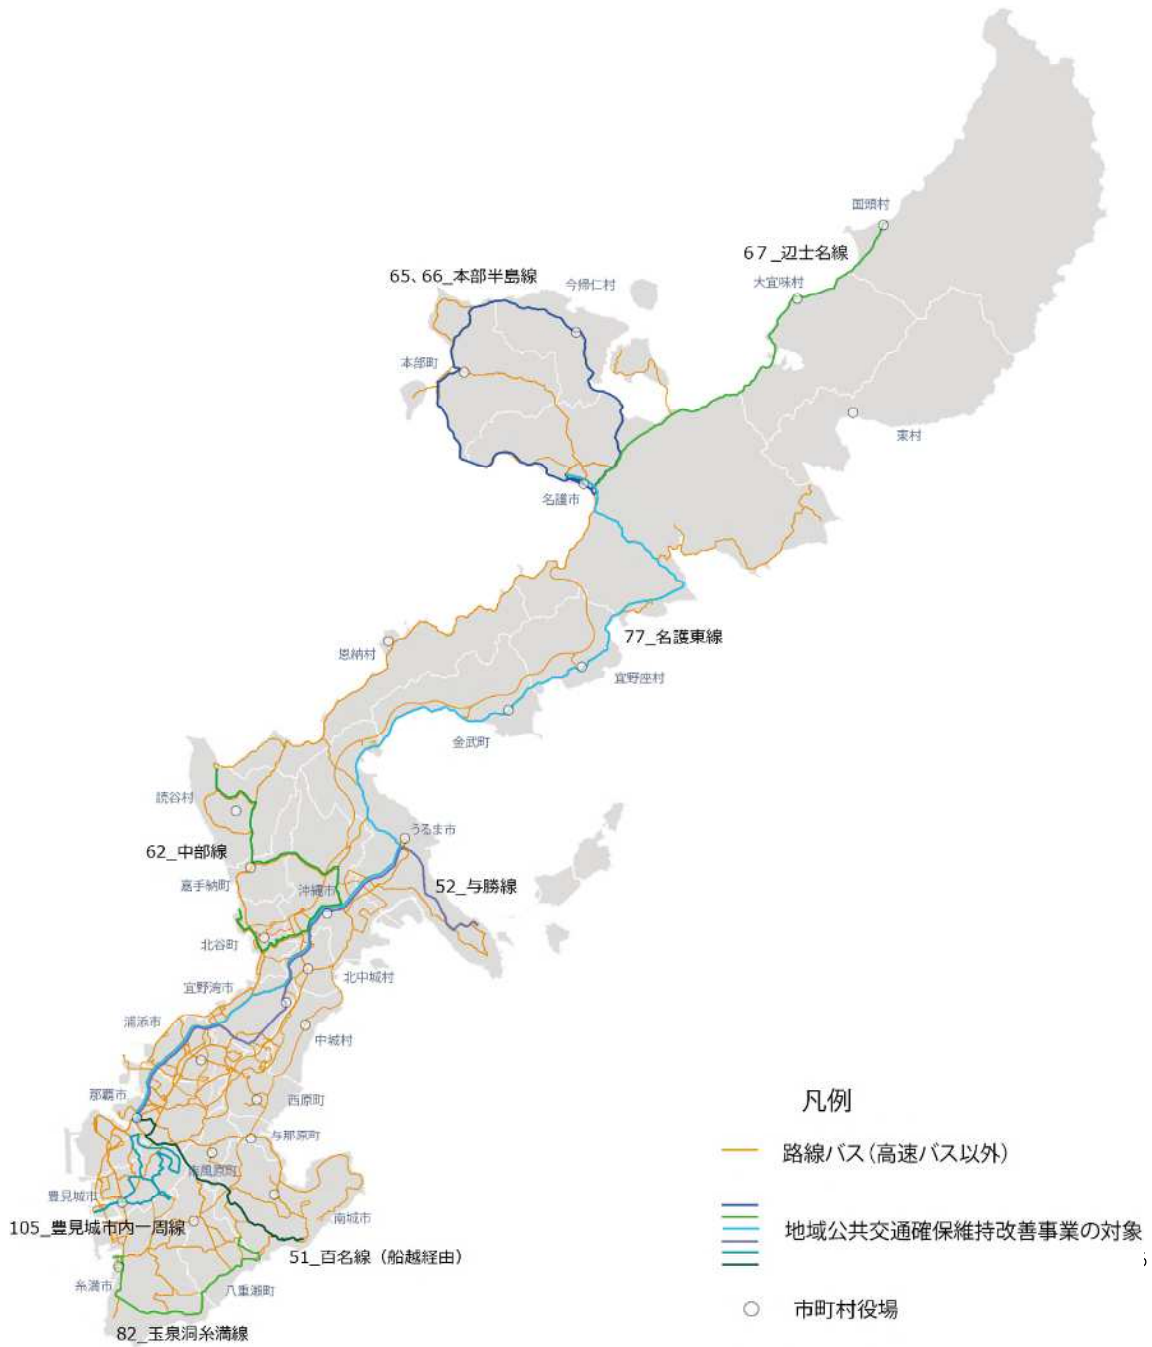 国頭村
67_辺士名線
65、66_本部半島線
今帰仁村
大宜味村
本部町
東村
名護市
77_名護東線
恩納村
宜野座村
金武町
読谷村
うるま市
62_中部線
嘉手納町
沖縄市
52_与勝線
北谷町
北中城村
宜野湾市
浦添市
中城村
那覇市
西原町
与那原町
南風原町
豊見城市
南城市
105_豊見城市内一周線
51_百名線（船越経由）
糸満市
八重瀬町
82_玉泉洞糸満線
凡例
路線バス（高速バス以外）
地域公共交通確保維持改善事業の対象
市町村役場